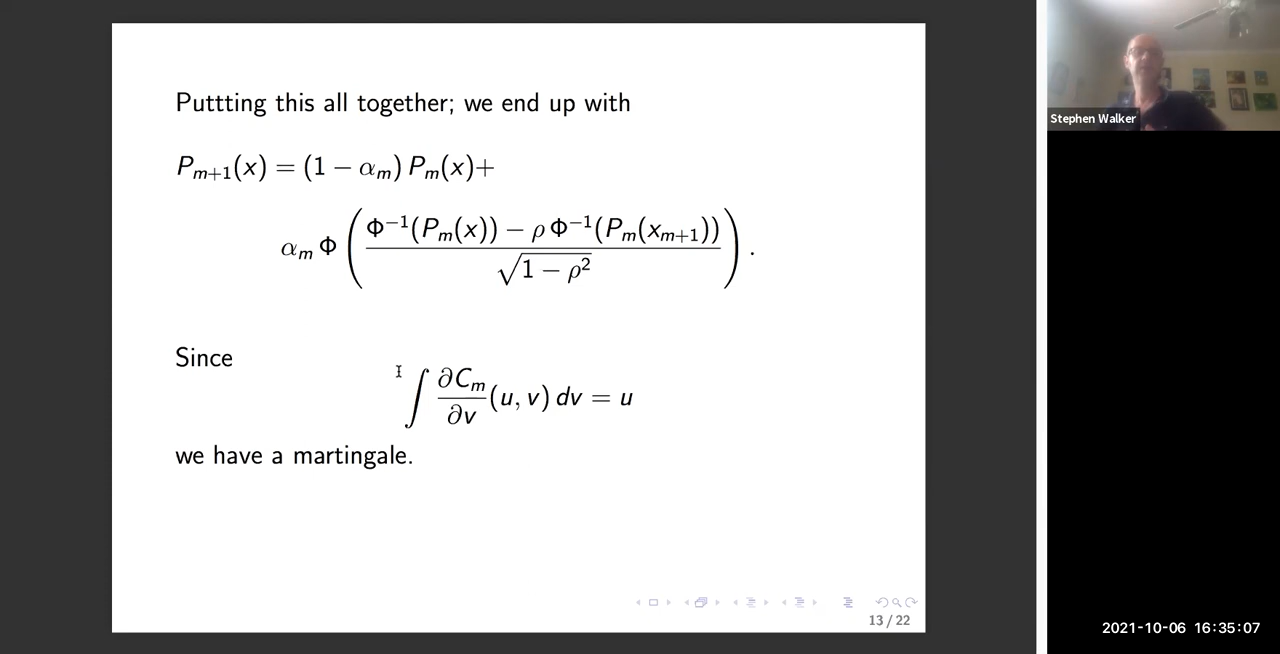 Puttting this all together; we end up with
P_{m+1}(x) = (1 − α_m) P_m(x)+
α_m Φ ( (Φ^{−1}(P_m(x)) − ρ Φ^{−1}(P_m(x_{m+1}))) / √(1 − ρ²) ) .
Since
∫ ∂C_m/∂v (u, v) dv = u
we have a martingale.
13 / 22
Stephen Walker
2021-10-06 16:35:07